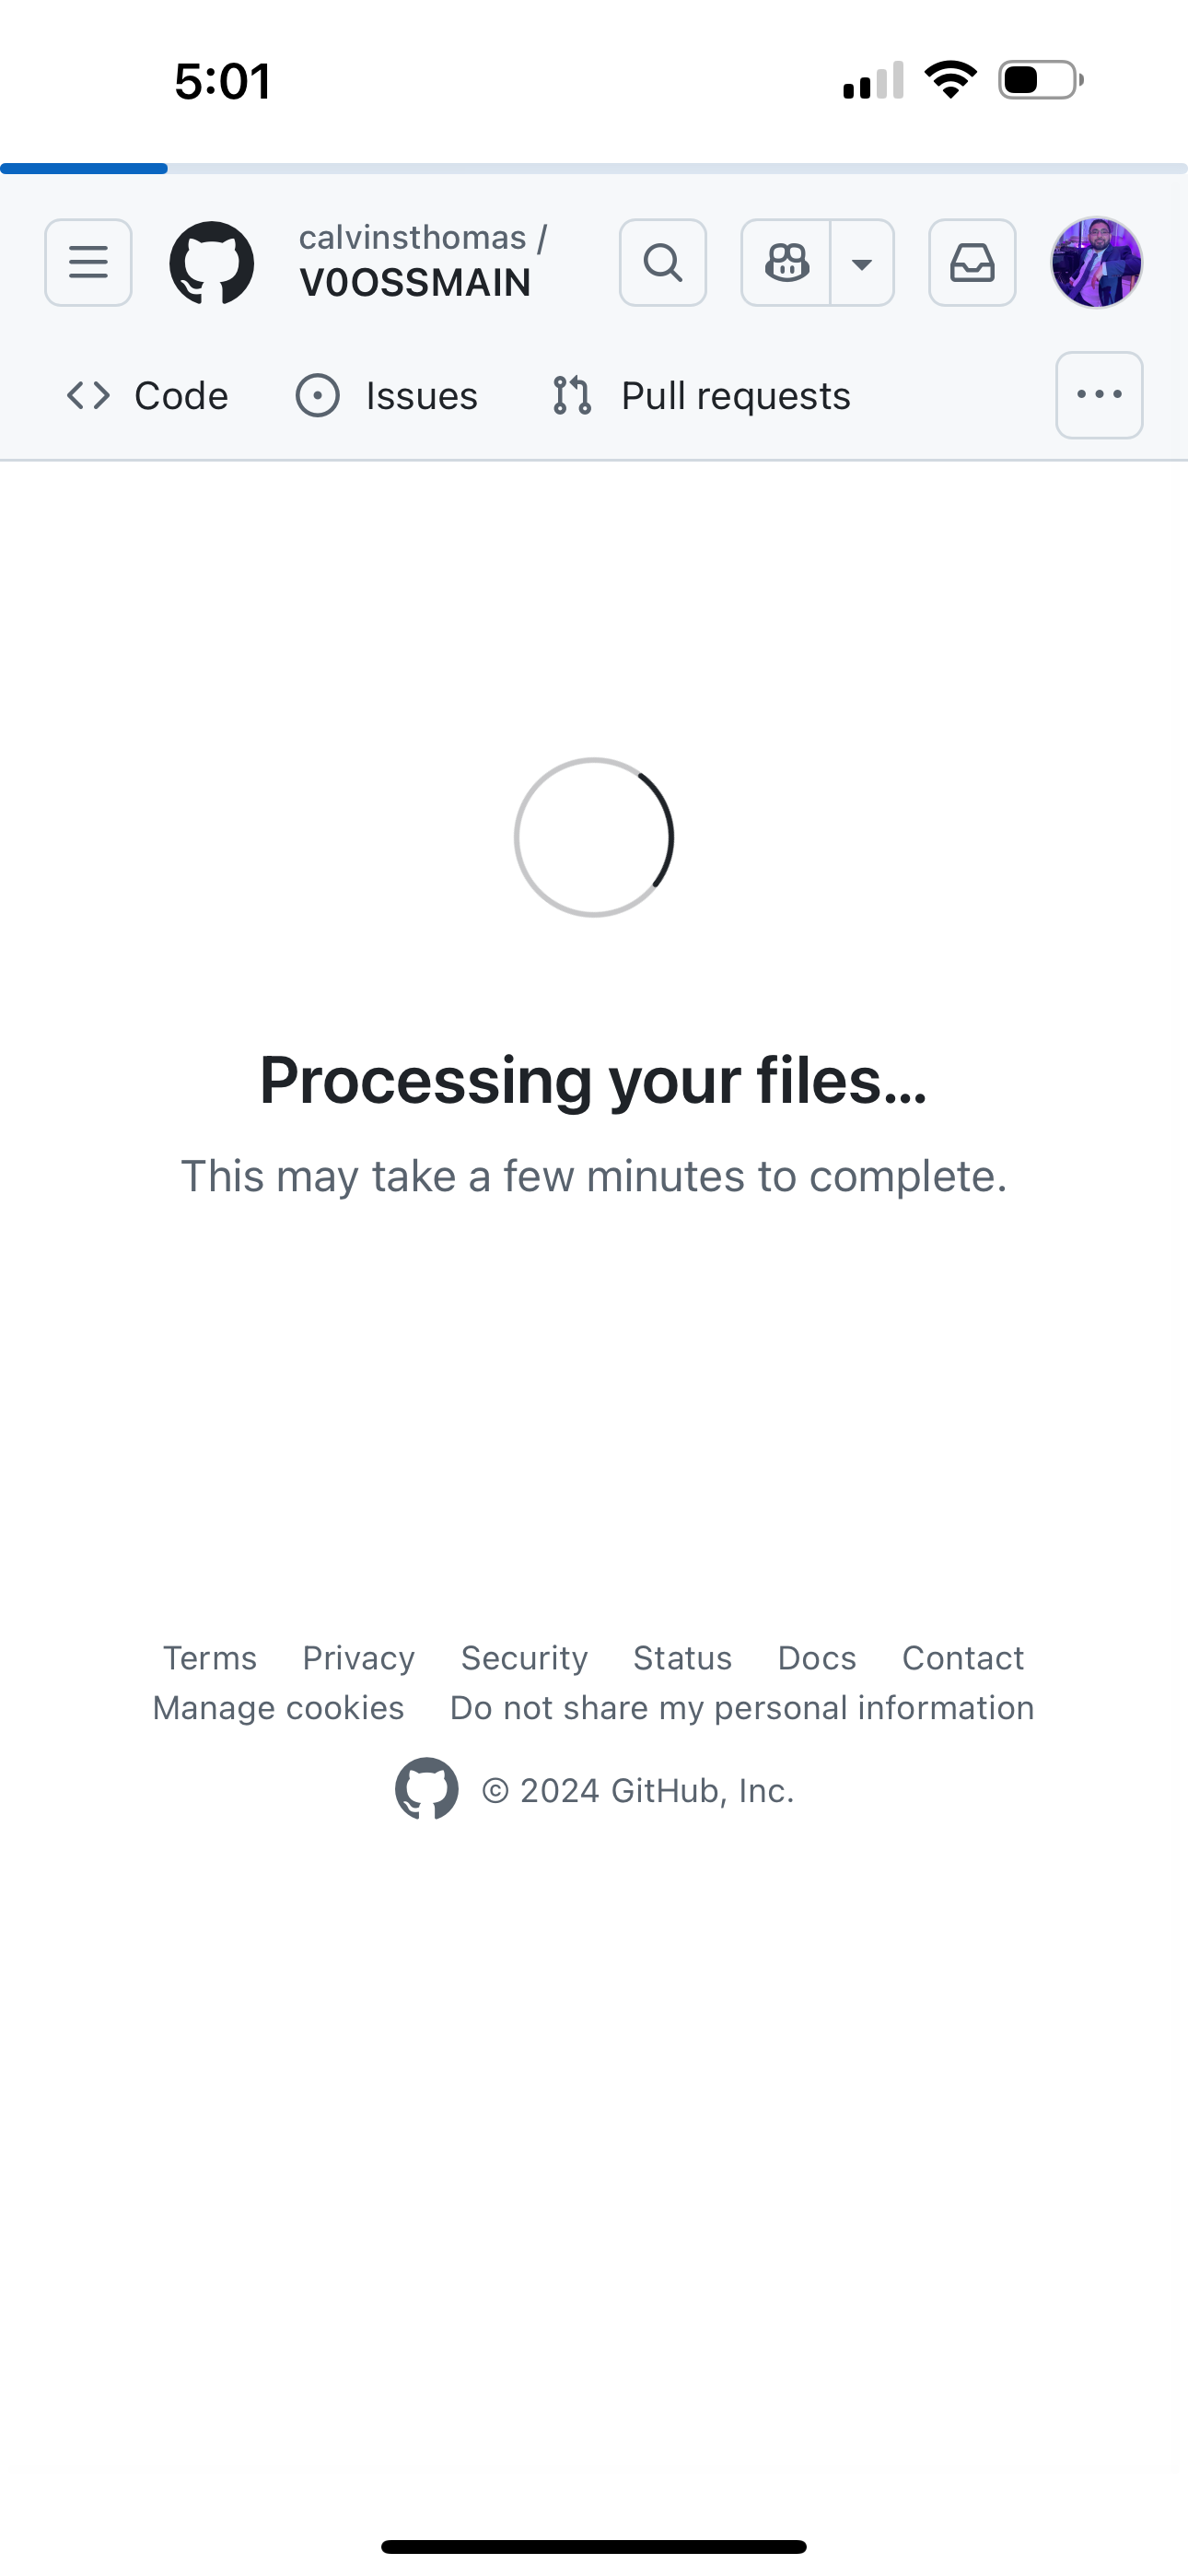 5:01
calvinsthomas /
V0OSSMAIN
Code Issues Pull requests
Processing your files...
This may take a few minutes to complete.
Terms Privacy Security Status Docs Contact
Manage cookies Do not share my personal information
© 2024 GitHub, Inc.